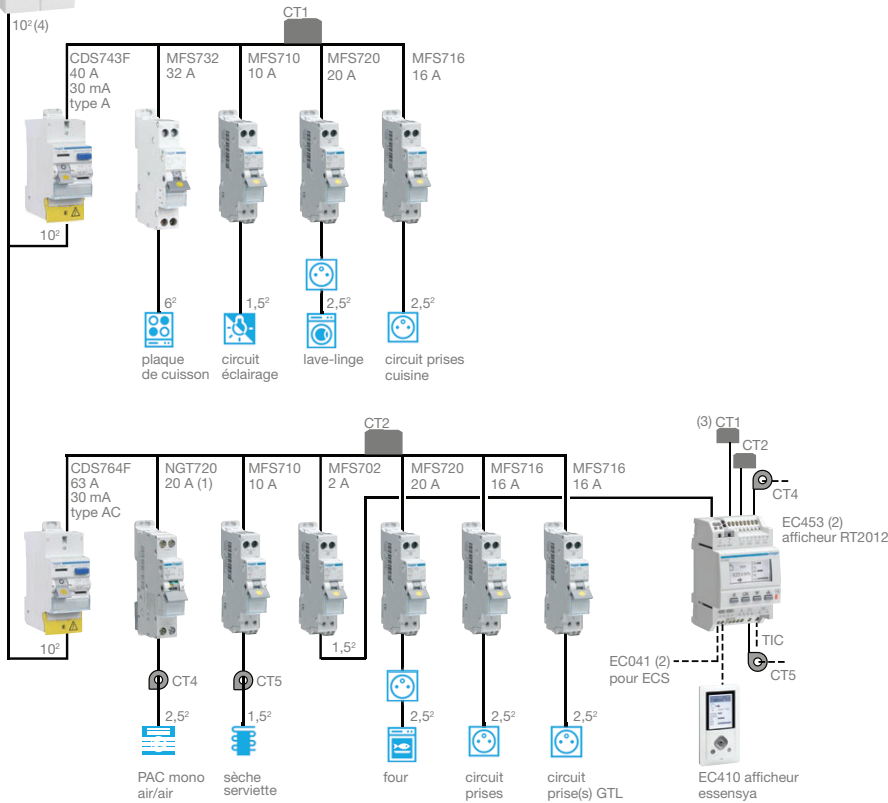 10² (4)
CT1
CDS743F
40 A
30 mA
type A
MFS732
32 A
MFS710
10 A
MFS720
20 A
MFS716
16 A
10²
6²
1,5²
2,5²
2,5²
plaque
de cuisson
circuit
éclairage
lave-linge
circuit prises
cuisine
CT2
CDS764F
63 A
30 mA
type AC
NGT720
20 A (1)
MFS710
10 A
MFS702
2 A
MFS720
20 A
MFS716
16 A
MFS716
16 A
(3) CT1
CT2
CT4
EC453 (2)
afficheur RT2012
10²
1,5²
CT4
CT5
TIC
CT5
EC041 (2)
pour ECS
2,5²
1,5²
2,5²
2,5²
2,5²
PAC mono
air/air
sèche
serviette
four
circuit
prises
circuit
prise(s) GTL
EC410 afficheur
essensya